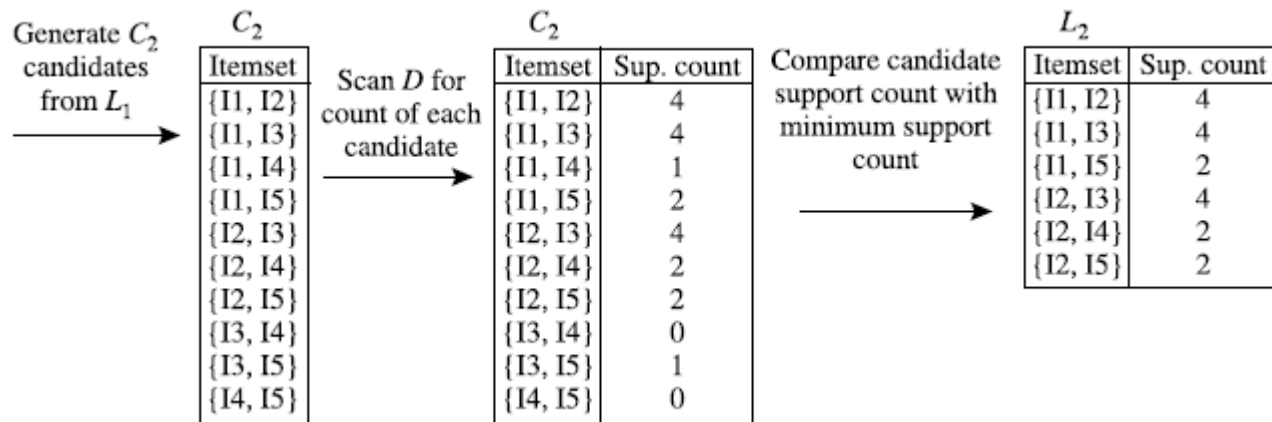 Generate C₂
candidates
from L₁
C₂
Itemset
{I1, I2}
{I1, I3}
{I1, I4}
{I1, I5}
{I2, I3}
{I2, I4}
{I2, I5}
{I3, I4}
{I3, I5}
{I4, I5}
Scan D for
count of each
candidate
C₂
Itemset Sup. count
{I1, I2} 4
{I1, I3} 4
{I1, I4} 1
{I1, I5} 2
{I2, I3} 4
{I2, I4} 2
{I2, I5} 2
{I3, I4} 0
{I3, I5} 1
{I4, I5} 0
Compare candidate
support count with
minimum support
count
L₂
Itemset Sup. count
{I1, I2} 4
{I1, I3} 4
{I1, I5} 2
{I2, I3} 4
{I2, I4} 2
{I2, I5} 2